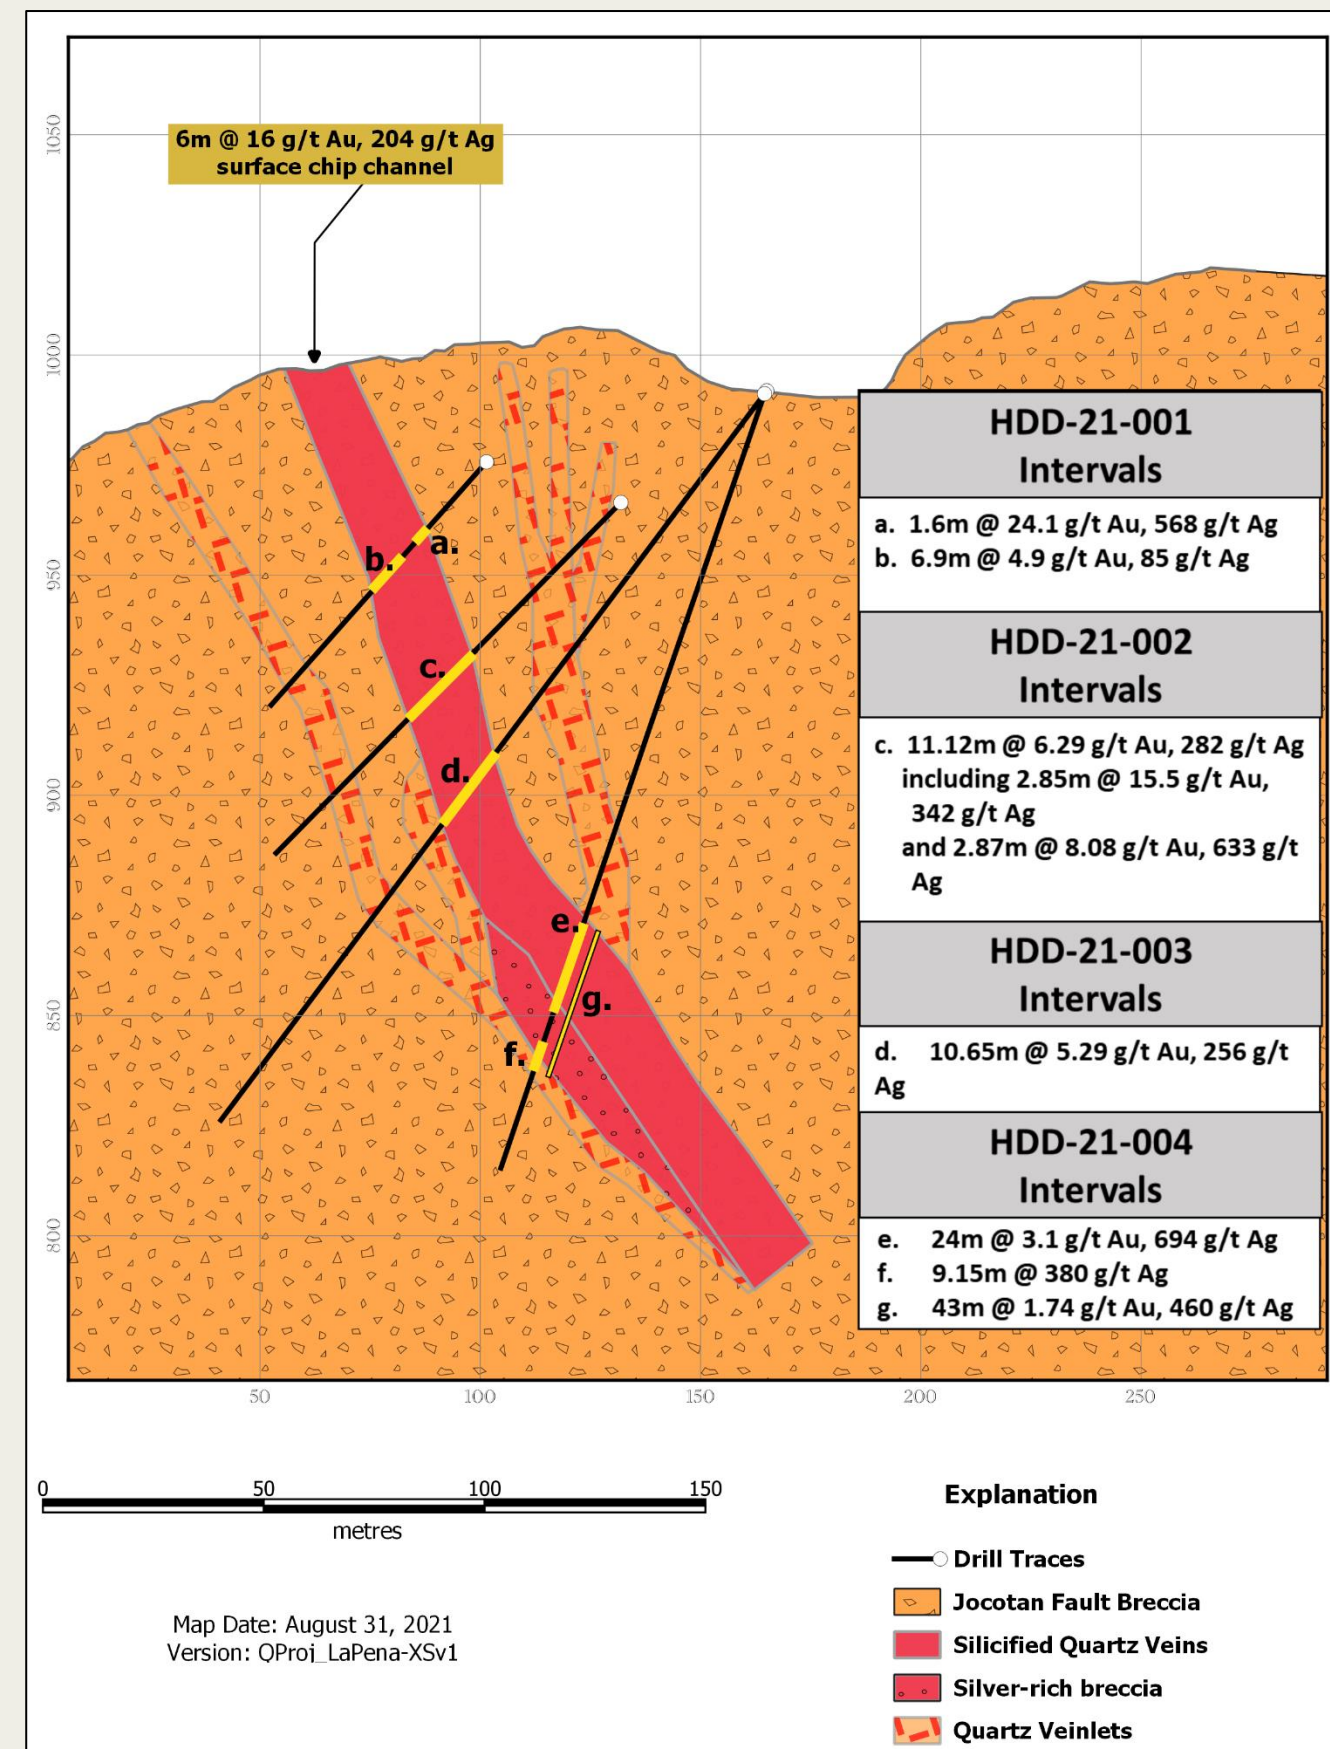 1050
6m @ 16 g/t Au, 204 g/t Ag
surface chip channel
1000
950
900
850
800
a.
b.
c.
d.
e.
g.
f.
HDD-21-001
Intervals
a. 1.6m @ 24.1 g/t Au, 568 g/t Ag
b. 6.9m @ 4.9 g/t Au, 85 g/t Ag
HDD-21-002
Intervals
c. 11.12m @ 6.29 g/t Au, 282 g/t Ag
including 2.85m @ 15.5 g/t Au,
342 g/t Ag
and 2.87m @ 8.08 g/t Au, 633 g/t
Ag
HDD-21-003
Intervals
d. 10.65m @ 5.29 g/t Au, 256 g/t
Ag
HDD-21-004
Intervals
e. 24m @ 3.1 g/t Au, 694 g/t Ag
f. 9.15m @ 380 g/t Ag
g. 43m @ 1.74 g/t Au, 460 g/t Ag
50 100 150 200 250
0 50 100 150
metres
Map Date: August 31, 2021
Version: QProj_LaPena-XSv1
Explanation
Drill Traces
Jocotan Fault Breccia
Silicified Quartz Veins
Silver-rich breccia
Quartz Veinlets